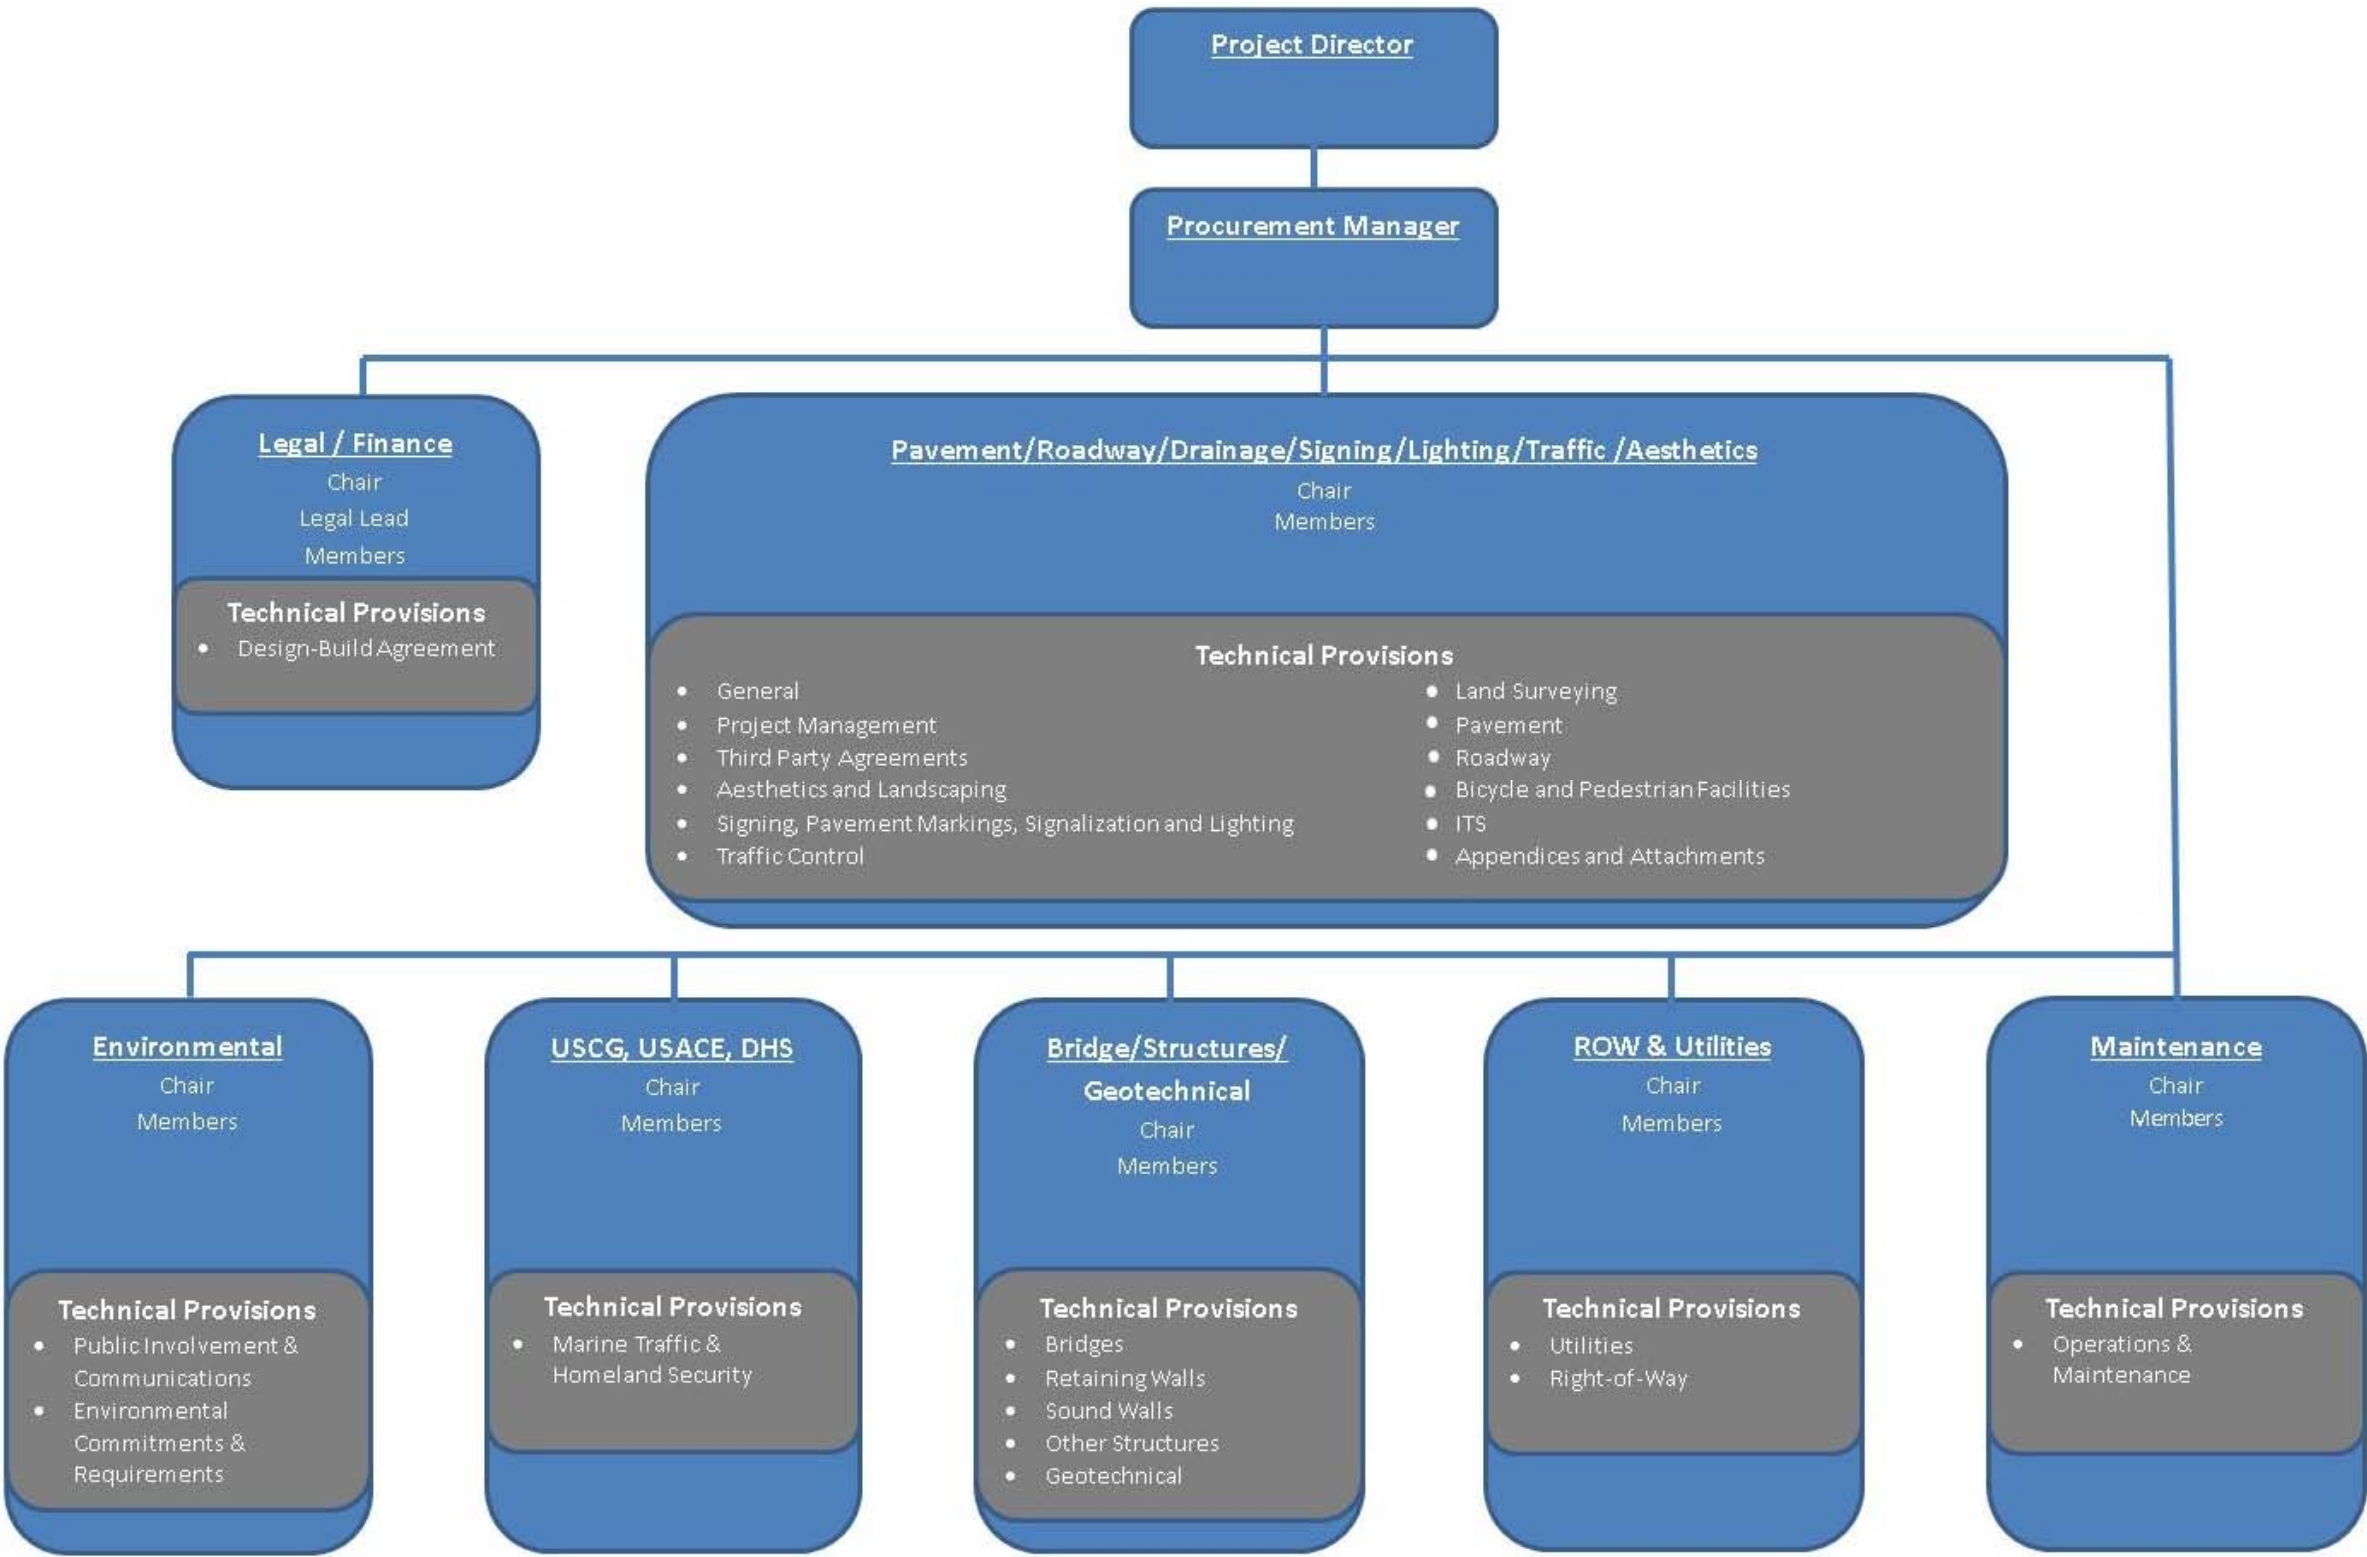 Project Director
Procurement Manager
Legal / Finance
Chair
Legal Lead
Members
Technical Provisions
• Design-Build Agreement
Pavement/Roadway/Drainage/Signing/Lighting/Traffic /Aesthetics
Chair
Members
Technical Provisions
• General
• Project Management
• Third Party Agreements
• Aesthetics and Landscaping
• Signing, Pavement Markings, Signalization and Lighting
• Traffic Control
• Land Surveying
• Pavement
• Roadway
• Bicycle and Pedestrian Facilities
• ITS
• Appendices and Attachments
Environmental
Chair
Members
Technical Provisions
• Public Involvement &
Communications
• Environmental
Commitments &
Requirements
USCG, USACE, DHS
Chair
Members
Technical Provisions
• Marine Traffic &
Homeland Security
Bridge/Structures/
Geotechnical
Chair
Members
Technical Provisions
• Bridges
• Retaining Walls
• Sound Walls
• Other Structures
• Geotechnical
ROW & Utilities
Chair
Members
Technical Provisions
• Utilities
• Right-of-Way
Maintenance
Chair
Members
Technical Provisions
• Operations &
Maintenance